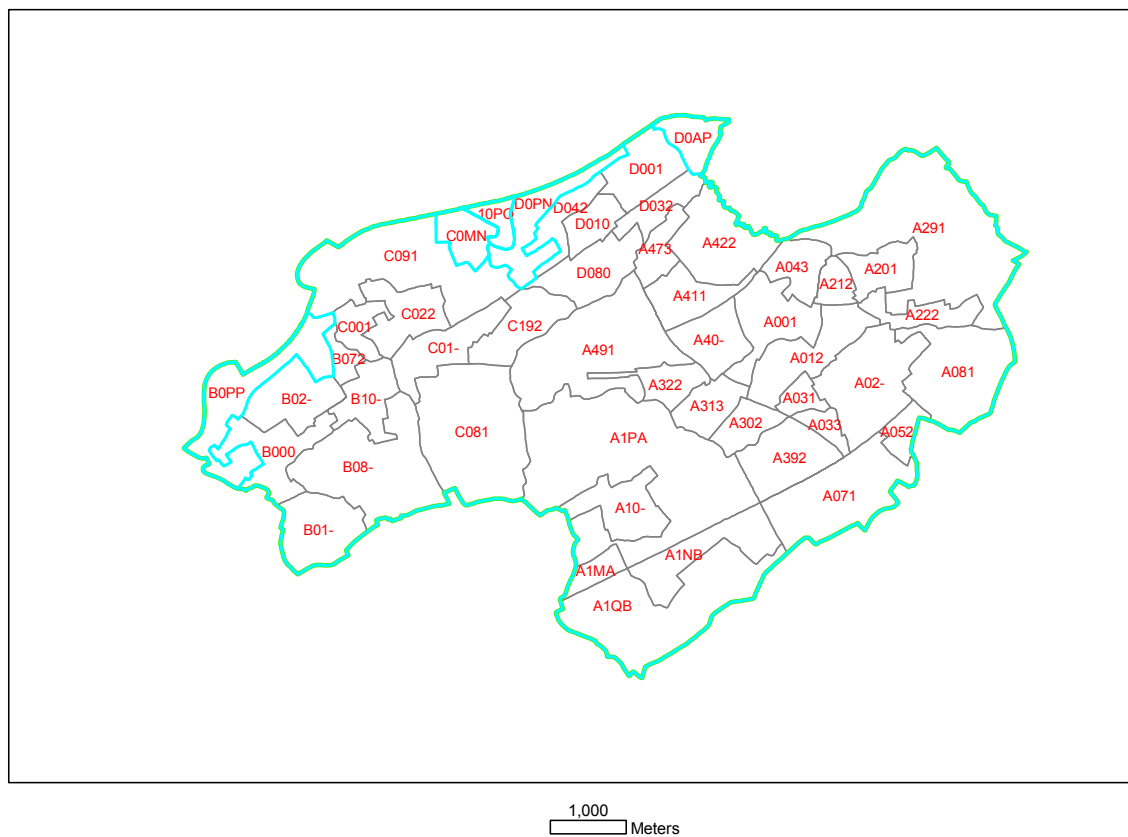 D0AP
D001
D0PN
D042
D032
10PG
D010
C0MN
A473
A422
A291
C091
D080
A043
A201
A212
A411
C022
C001
C192
A001
A222
C01-
A40-
B072
A491
A012
A02-
A081
B0PP
B02-
B10-
A322
A031
A313
A302
A033
A052
B000
B08-
C081
A1PA
A392
A071
A10-
B01-
A1NB
A1MA
A1QB
1,000
Meters